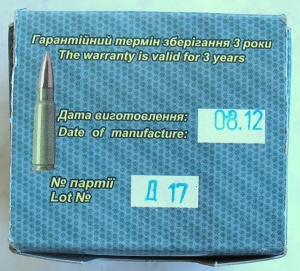 Гарантійний термін зберігання 3 роки
The warranty is valid for 3 years
Дата виготовлення:
Date of manufacture:
08.12
№ партії
Lot №
Д 17